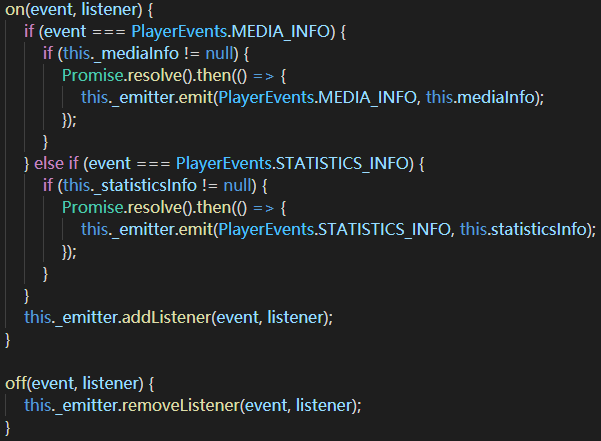 on(event, listener) {
if (event === PlayerEvents.MEDIA_INFO) {
if (this._mediaInfo != null) {
Promise.resolve().then(() => {
this._emitter.emit(PlayerEvents.MEDIA_INFO, this.mediaInfo);
});
}
} else if (event === PlayerEvents.STATISTICS_INFO) {
if (this._statisticsInfo != null) {
Promise.resolve().then(() => {
this._emitter.emit(PlayerEvents.STATISTICS_INFO, this.statisticsInfo);
});
}
}
this._emitter.addListener(event, listener);
}
off(event, listener) {
this._emitter.removeListener(event, listener);
}